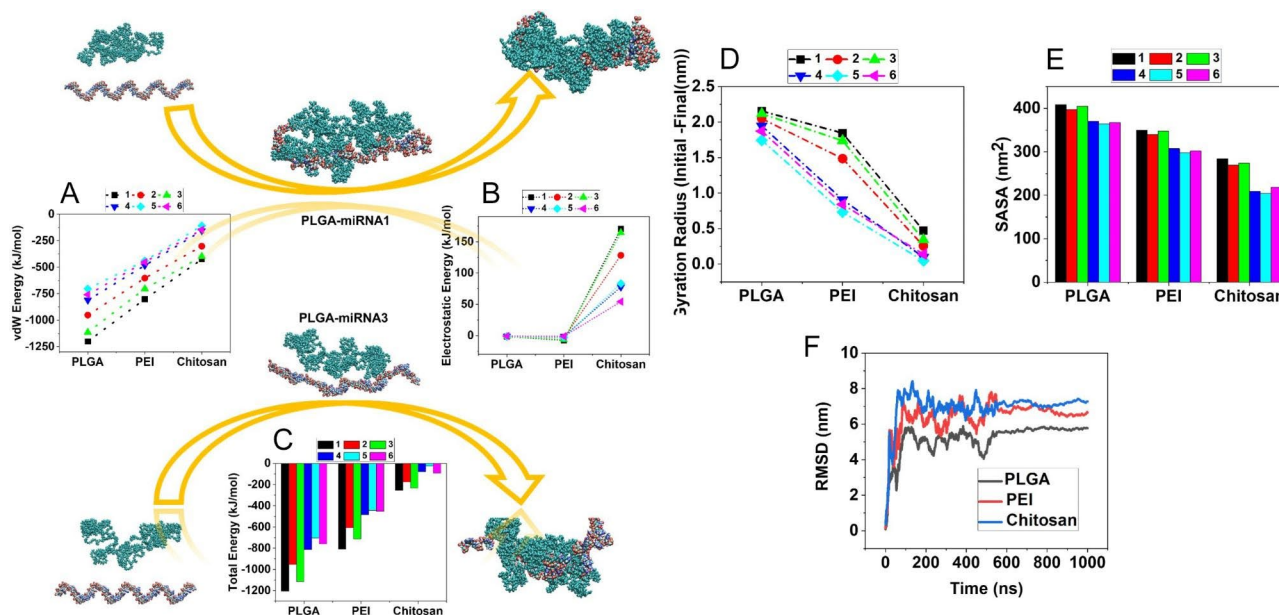 PLGA-miRNA1
PLGA-miRNA3
A
1 2 3
4 5 6
vdW Energy (kJ/mol)
0
-250
-500
-750
-1000
-1250
PLGA PEI Chitosan
B
1 2 3
4 5 6
Electrostatic Energy (kJ/mol)
150
100
50
0
PLGA PEI Chitosan
C
1 2 3
4 5 6
Total Energy (kJ/mol)
0
-200
-400
-600
-800
-1000
-1200
PLGA PEI Chitosan
D
1 2 3
4 5 6
Gyration Radius (Initial -Final(nm))
2.5
2.0
1.5
1.0
0.5
0.0
PLGA PEI Chitosan
E
1 2 3
4 5 6
SASA (nm2)
400
300
200
100
0
PLGA PEI Chitosan
F
RMSD (nm)
10
8
6
4
2
0
PLGA
PEI
Chitosan
0 200 400 600 800 1000
Time (ns)